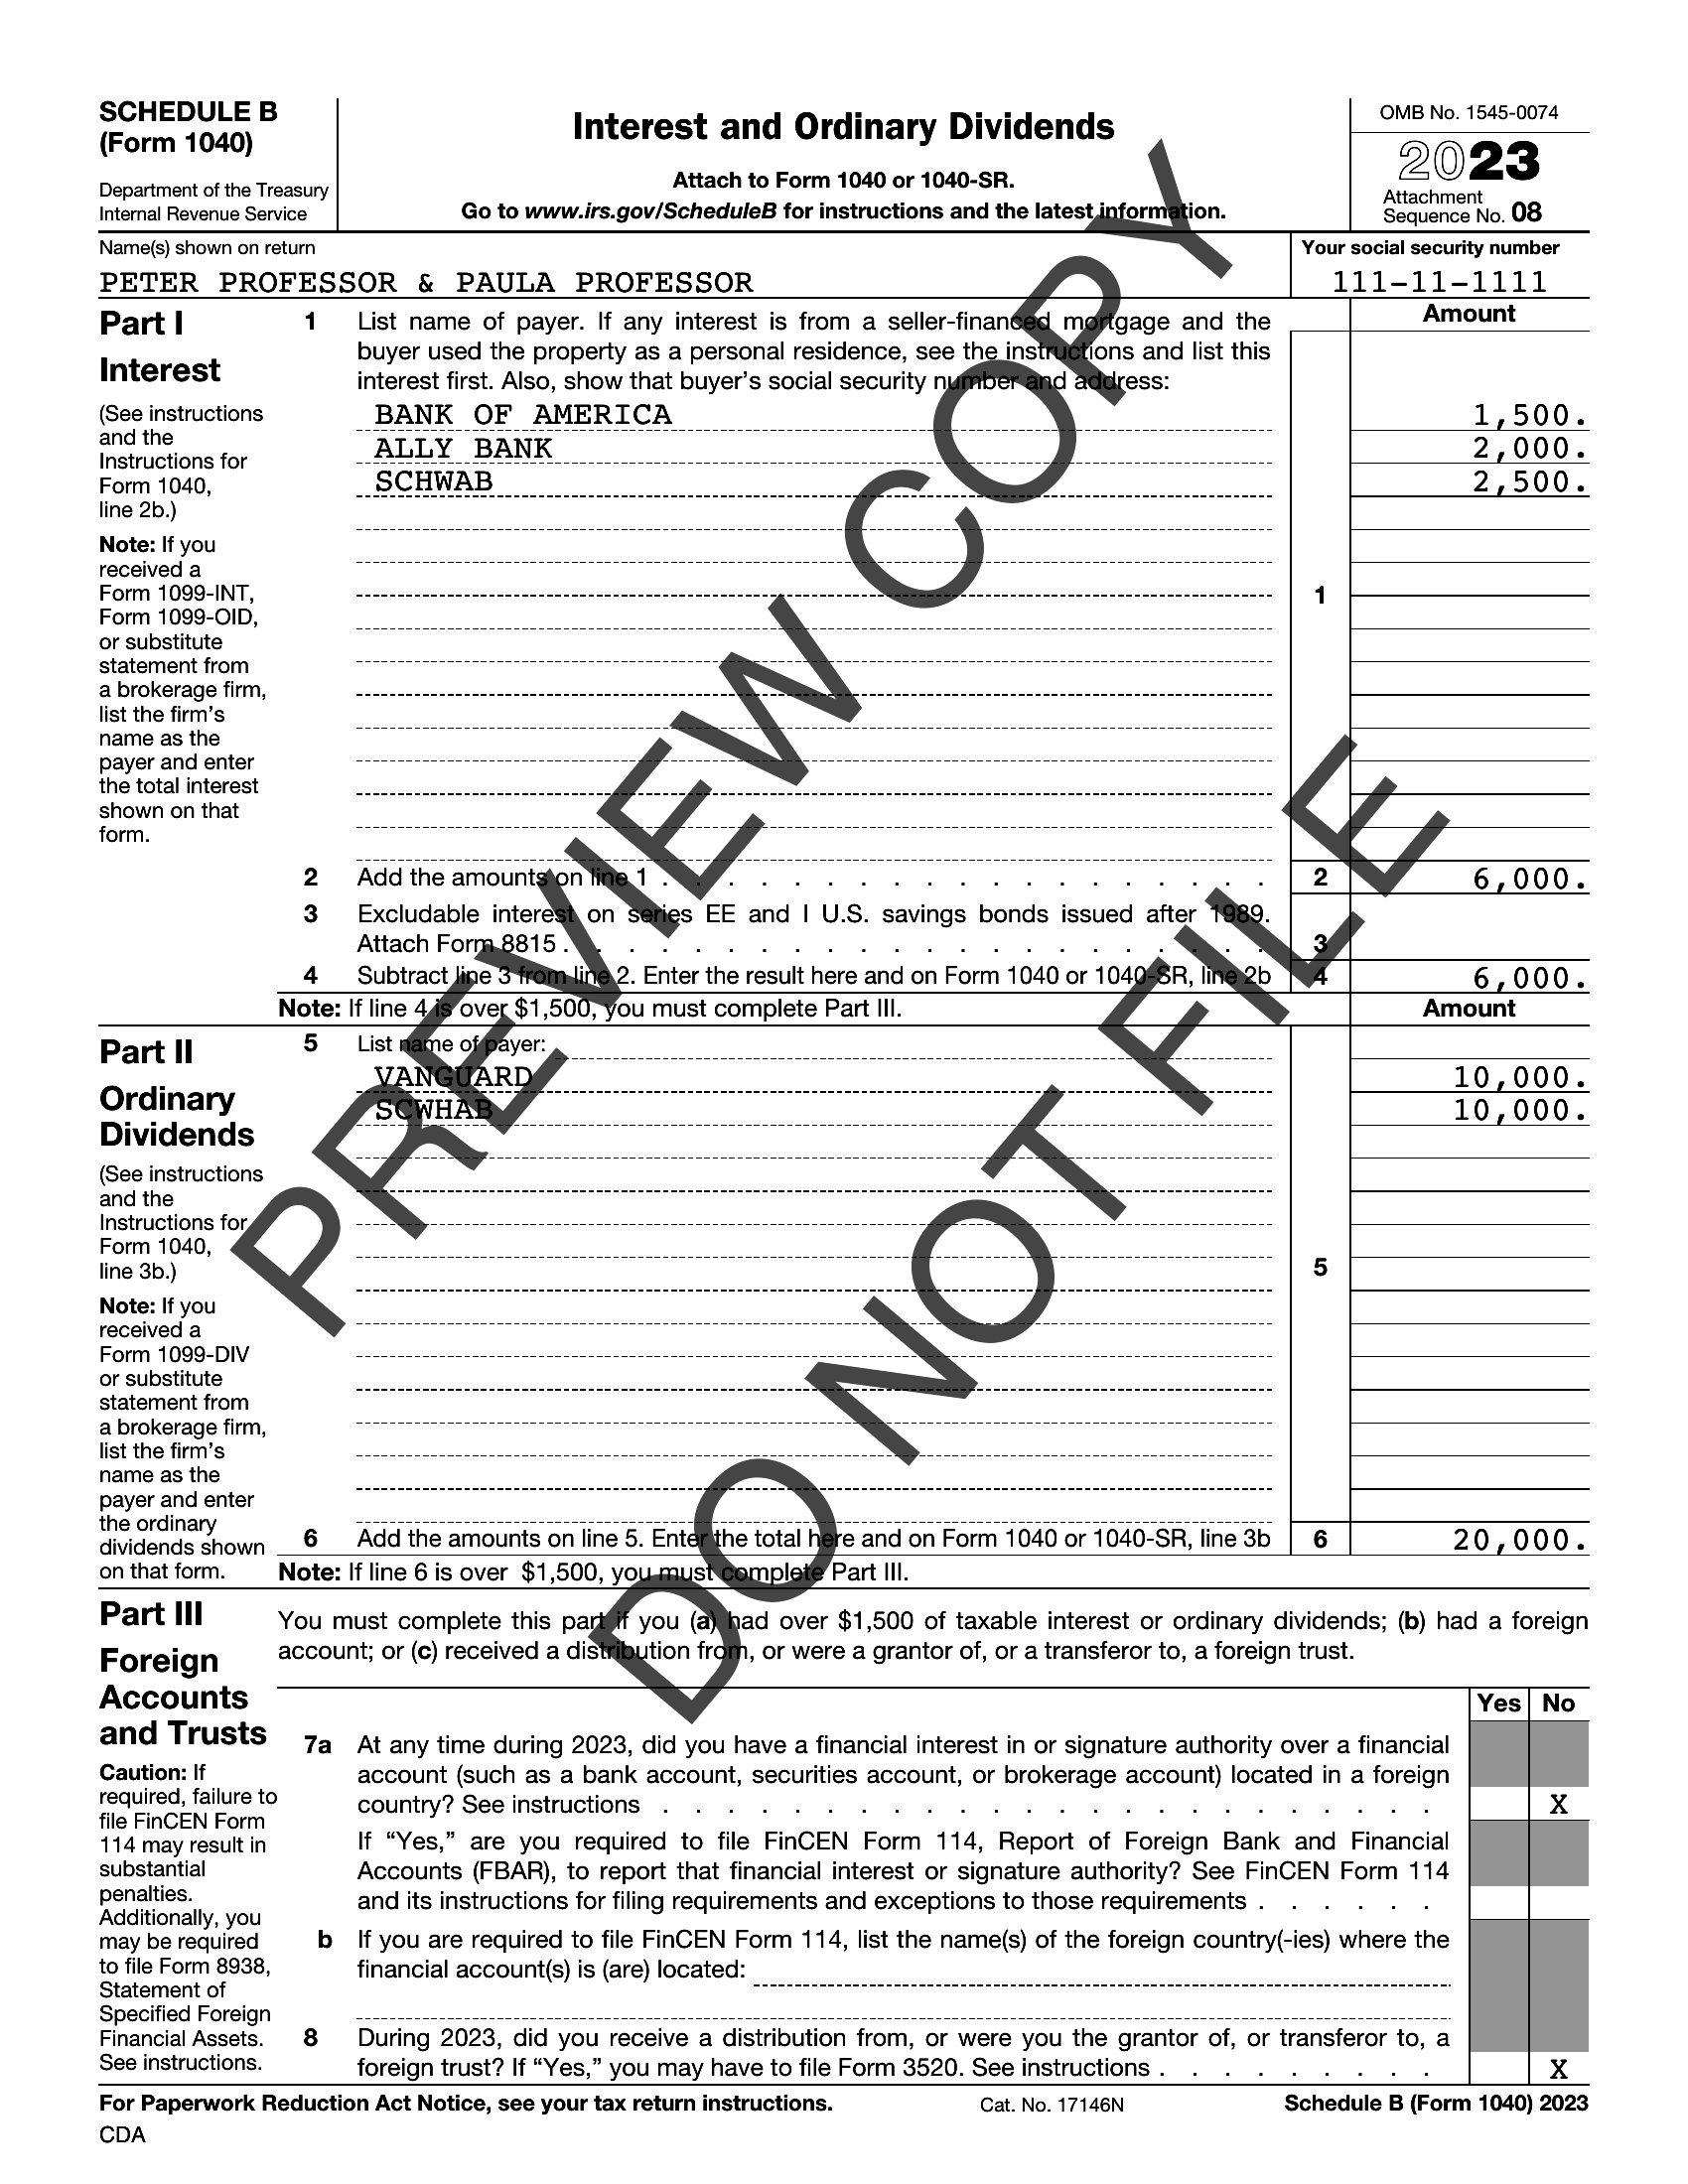 SCHEDULE B
(Form 1040)
Department of the Treasury
Internal Revenue Service
Interest and Ordinary Dividends
Attach to Form 1040 or 1040-SR.
Go to www.irs.gov/ScheduleB for instructions and the latest information.
OMB No. 1545-0074
2023
Attachment
Sequence No. 08
Name(s) shown on return
PETER PROFESSOR & PAULA PROFESSOR
Your social security number
111-11-1111
Part I
Interest
(See instructions
and the
Instructions for
Form 1040,
line 2b.)
Note: If you
received a
Form 1099-INT,
Form 1099-OID,
or substitute
statement from
a brokerage firm,
list the firm's
name as the
payer and enter
the total interest
shown on that
form.
1 List name of payer. If any interest is from a seller-financed mortgage and the
buyer used the property as a personal residence, see the instructions and list this
interest first. Also, show that buyer's social security number and address:
Amount
BANK OF AMERICA 1,500.
ALLY BANK 2,000.
SCHWAB 2,500.
1
2 Add the amounts on line 1 . . . . . . . . . . . . . . . . . . . 2 6,000.
3 Excludable interest on series EE and I U.S. savings bonds issued after 1989.
Attach Form 8815 . . . . . . . . . . . . . . . . . . . . . . 3
4 Subtract line 3 from line 2. Enter the result here and on Form 1040 or 1040-SR, line 2b 4 6,000.
Note: If line 4 is over $1,500, you must complete Part III.
Amount
Part II
Ordinary
Dividends
(See instructions
and the
Instructions for
Form 1040,
line 3b.)
Note: If you
received a
Form 1099-DIV
or substitute
statement from
a brokerage firm,
list the firm's
name as the
payer and enter
the ordinary
dividends shown
on that form.
5 List name of payer:
VANGUARD 10,000.
SCWHAB 10,000.
5
6 Add the amounts on line 5. Enter the total here and on Form 1040 or 1040-SR, line 3b 6 20,000.
Note: If line 6 is over $1,500, you must complete Part III.
Part III
Foreign
Accounts
and Trusts
Caution: If
required, failure to
file FinCEN Form
114 may result in
substantial
penalties.
Additionally, you
may be required
to file Form 8938,
Statement of
Specified Foreign
Financial Assets.
See instructions.
You must complete this part if you (a) had over $1,500 of taxable interest or ordinary dividends; (b) had a foreign
account; or (c) received a distribution from, or were a grantor of, or a transferor to, a foreign trust.
Yes No
7a At any time during 2023, did you have a financial interest in or signature authority over a financial
account (such as a bank account, securities account, or brokerage account) located in a foreign
country? See instructions . . . . . . . . . . . . . . . . . . . . . . . . X
If “Yes,” are you required to file FinCEN Form 114, Report of Foreign Bank and Financial
Accounts (FBAR), to report that financial interest or signature authority? See FinCEN Form 114
and its instructions for filing requirements and exceptions to those requirements . . . . . .
b If you are required to file FinCEN Form 114, list the name(s) of the foreign country(-ies) where the
financial account(s) is (are) located:
8 During 2023, did you receive a distribution from, or were you the grantor of, or transferor to, a
foreign trust? If “Yes,” you may have to file Form 3520. See instructions . . . . . . . . . X
For Paperwork Reduction Act Notice, see your tax return instructions.
Cat. No. 17146N
Schedule B (Form 1040) 2023
CDA
PREVIEW COPY
DO NOT FILE